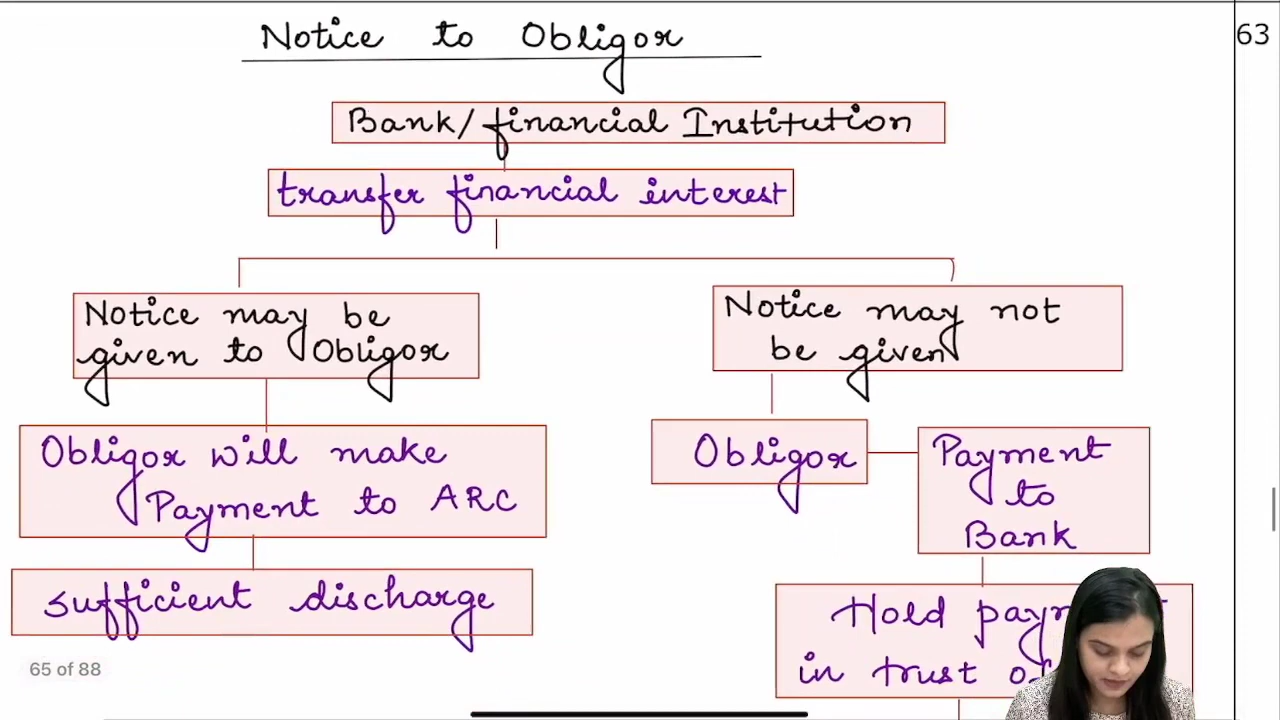 Notice to Obligor
63
Bank/financial Institution
transfer financial interest
Notice may be
given to Obligor
Obligor will make
Payment to ARC
sufficient discharge
Notice may not
be given
Obligor
Payment
to
Bank
Hold
in trust
65 of 88